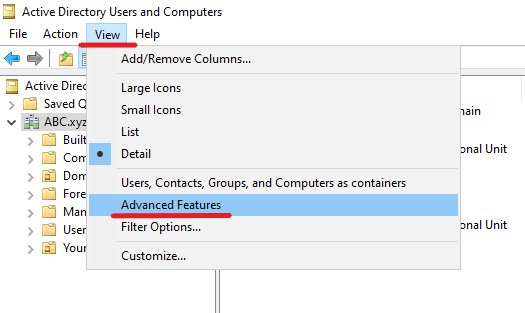 Active Directory Users and Computers
File Action View Help
Add/Remove Columns...
Large Icons
Small Icons
List
Detail
Users, Contacts, Groups, and Computers as containers
Advanced Features
Filter Options...
Customize...
Active Directory
Saved Q
ABC.xyz
Built
Com
Dom
Fore
Man
User
Your
main
onal Unit
onal Unit